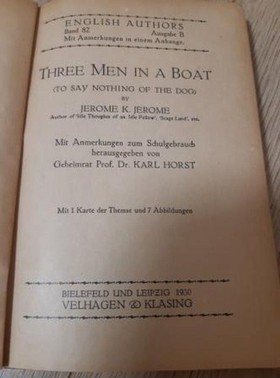 ENGLISH AUTHORS
Band 82 Ausgabe B
Mit Anmerkungen in einem Anhange.
THREE MEN IN A BOAT
(TO SAY NOTHING OF THE DOG)
BY
JEROME K. JEROME
Author of 'Idle Thoughts of an Idle Fellow', 'Stage Land', etc.
Mit Anmerkungen zum Schulgebrauch
herausgegeben von
Geheimrat Prof. Dr. KARL HORST
Mit 1 Karte der Themse und 7 Abbildungen
BIELEFELD UND LEIPZIG 1930
VELHAGEN & KLASING